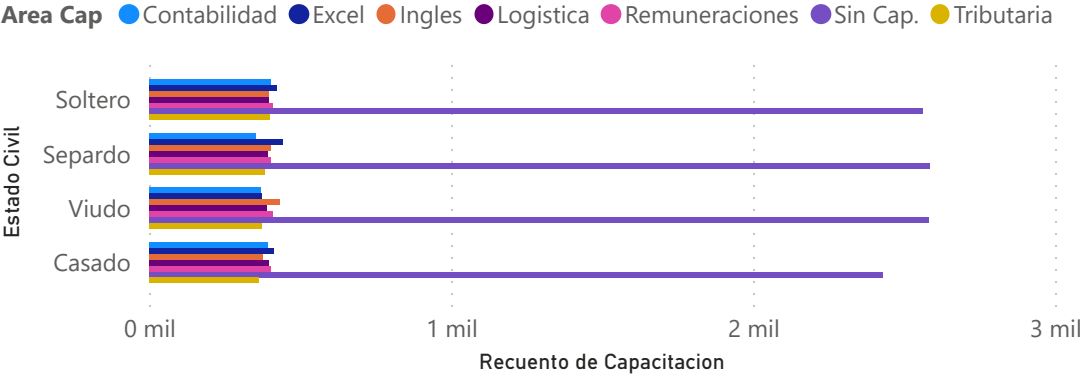 Area Cap Contabilidad Excel Ingles Logistica Remuneraciones Sin Cap. Tributaria
Estado Civil
Soltero
Separdo
Viudo
Casado
0 mil 1 mil 2 mil 3 mil
Recuento de Capacitacion